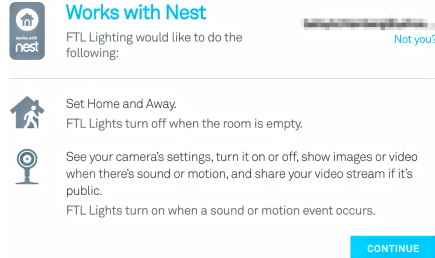 Works with Nest
FTL Lighting would like to do the
following:
works with
nest
Not you?
Set Home and Away.
FTL Lights turn off when the room is empty.
See your camera's settings, turn it on or off, show images or video
when there's sound or motion, and share your video stream if it's
public.
FTL Lights turn on when a sound or motion event occurs.
CONTINUE